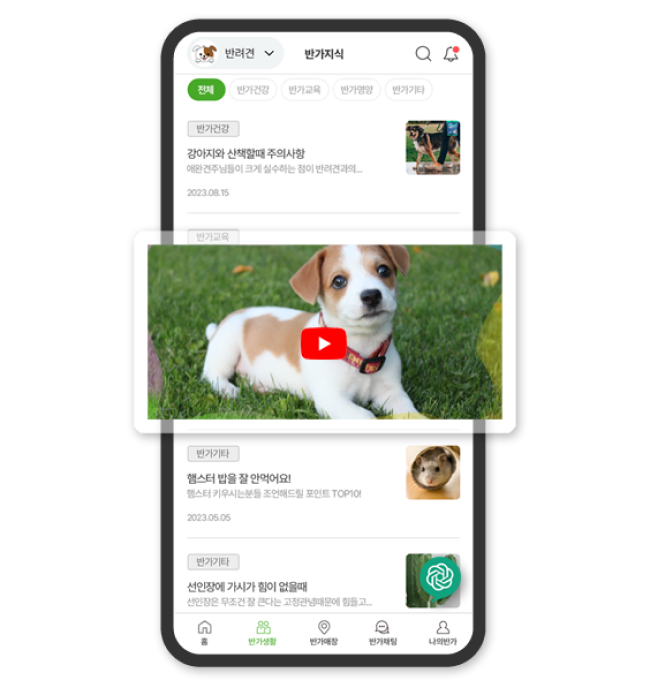 반려견
반가지식
전체
반가건강
반가교육
반가영양
반가기타
반가건강
강아지와 산책할때 주의사항
애완견주님들이 크게 실수하는 점이 반려견과의...
2023.08.15
반가교육
반가기타
햄스터 밥을 잘 안먹어요!
햄스터 키우시는분들 조언해드릴 포인트 TOP10!
2023.05.05
반가기타
선인장에 가시가 힘이 없을때
선인장은 무조건 잘 큰다는 고정관념때문에 힘들고...
홈
반가생활
반가매장
반가채팅
나의반가